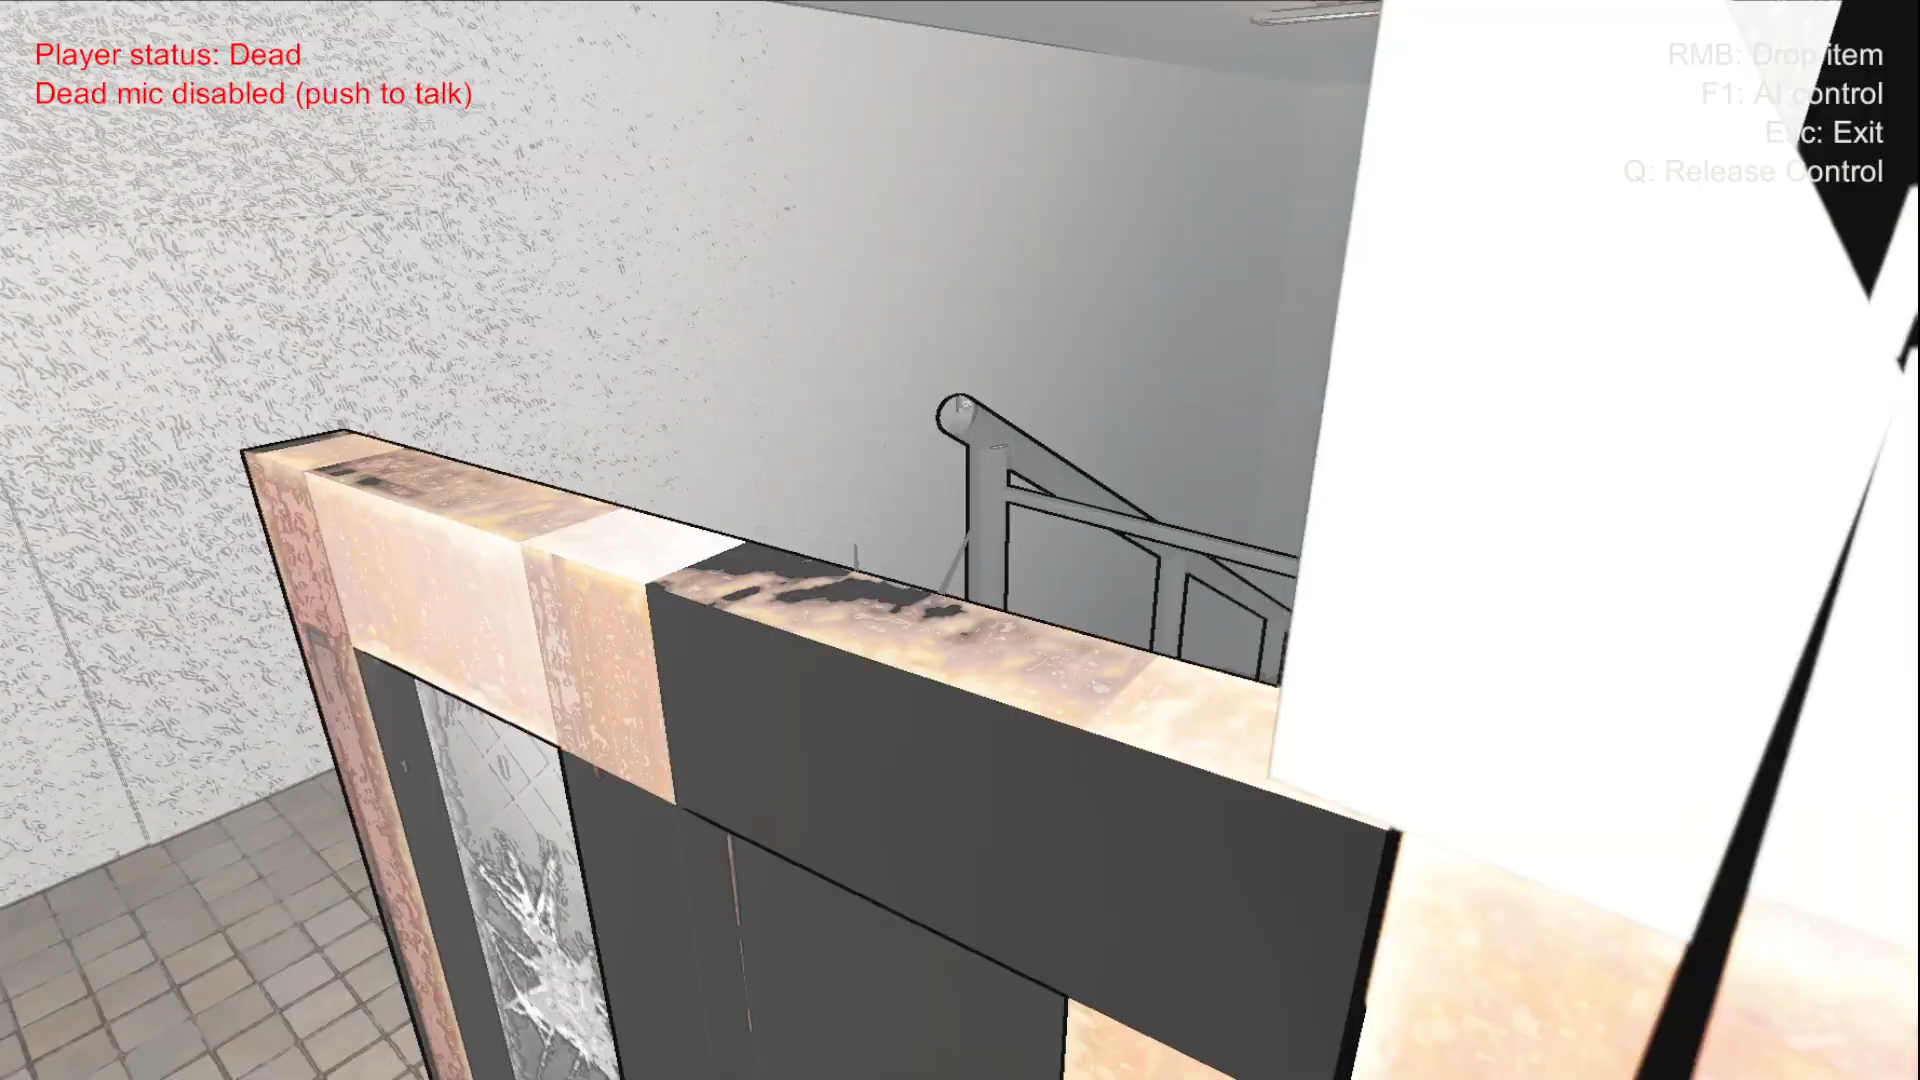 Player status: Dead
Dead mic disabled (push to talk)
RMB: Drop item
F1: AI control
Esc: Exit
Q: Release Control